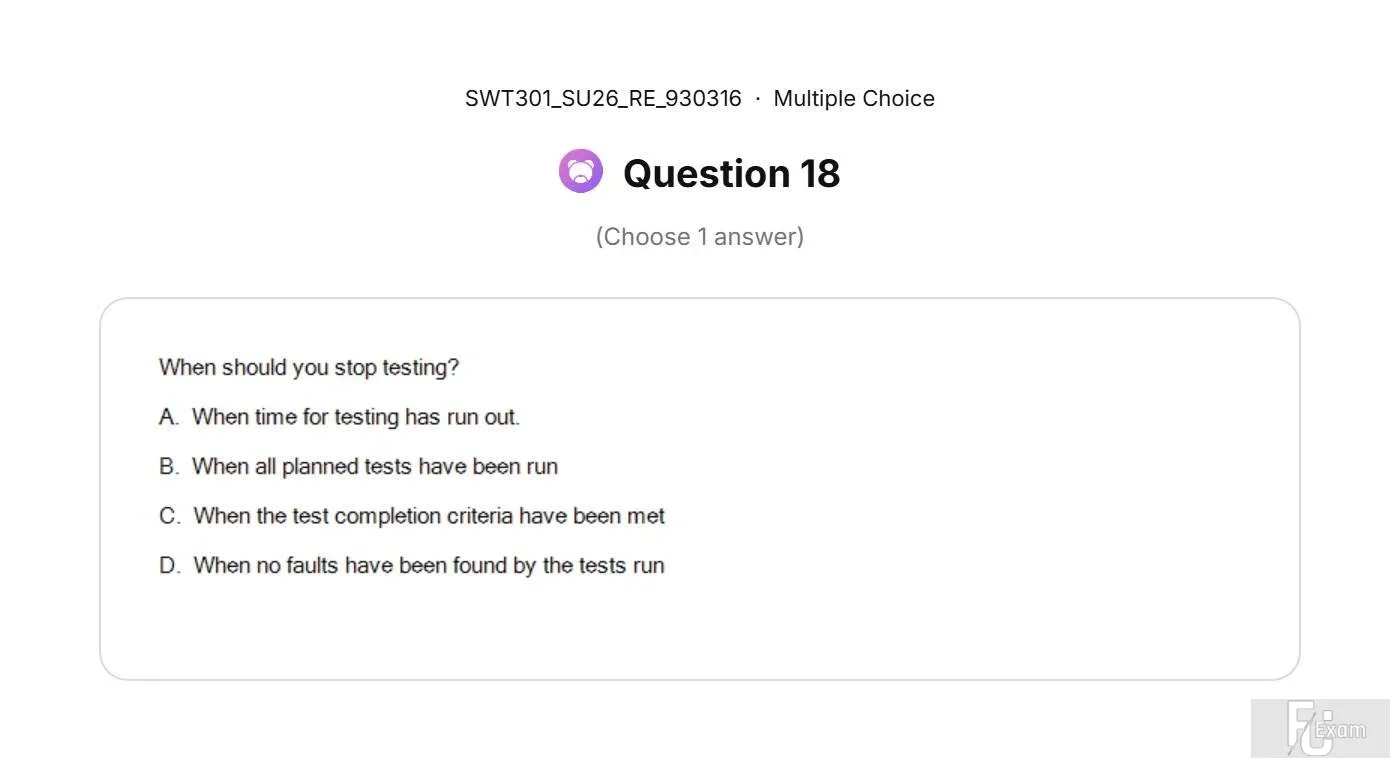 SWT301_SU26_RE_930316 · Multiple Choice
Question 18
(Choose 1 answer)
When should you stop testing?
A. When time for testing has run out.
B. When all planned tests have been run
C. When the test completion criteria have been met
D. When no faults have been found by the tests run
FC Exam